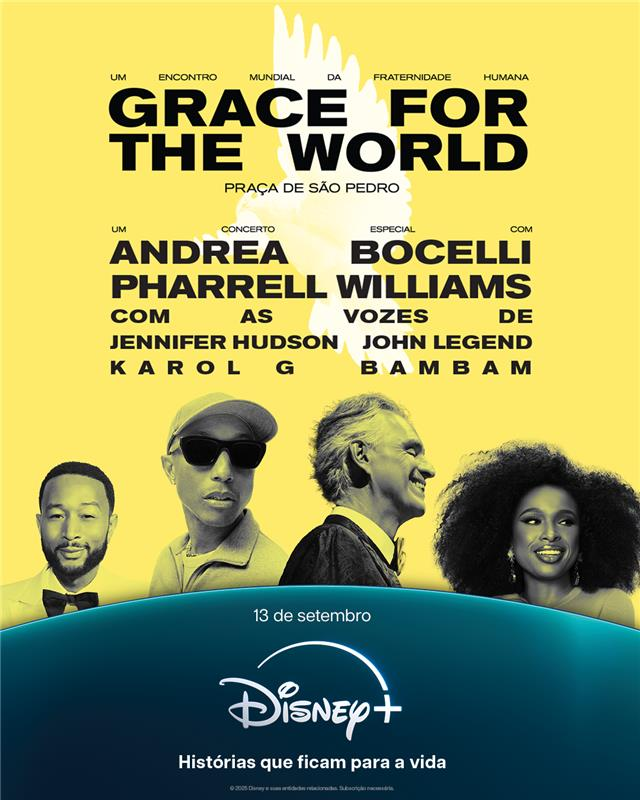 UM ENCONTRO MUNDIAL DA FRATERNIDADE HUMANA
GRACE FOR
THE WORLD
PRAÇA DE SÃO PEDRO
UM CONCERTO ESPECIAL COM
ANDREA BOCELLI
PHARRELL WILLIAMS
COM AS VOZES DE
JENNIFER HUDSON JOHN LEGEND
KAROL G BAMBAM
13 de setembro
Disney+
Histórias que ficam para a vida
© 2025 Disney e suas entidades relacionadas. Subscrição necessária.